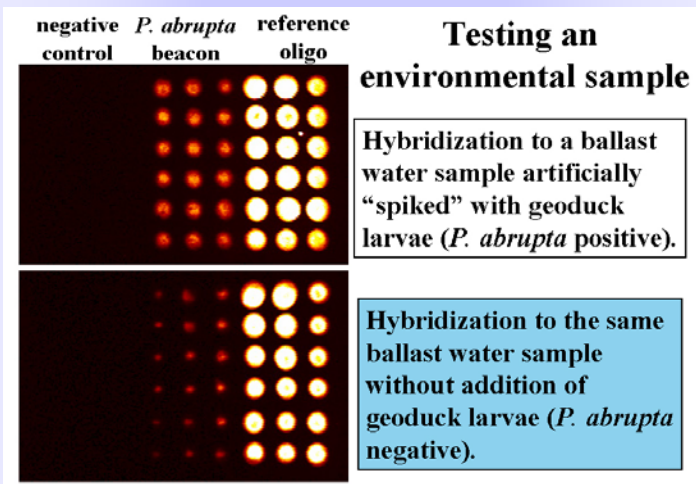 negative P. abrupta reference
control beacon oligo
Testing an
environmental sample
Hybridization to a ballast
water sample artificially
“spiked” with geoduck
larvae (P. abrupta positive).
Hybridization to the same
ballast water sample
without addition of
geoduck larvae (P. abrupta
negative).